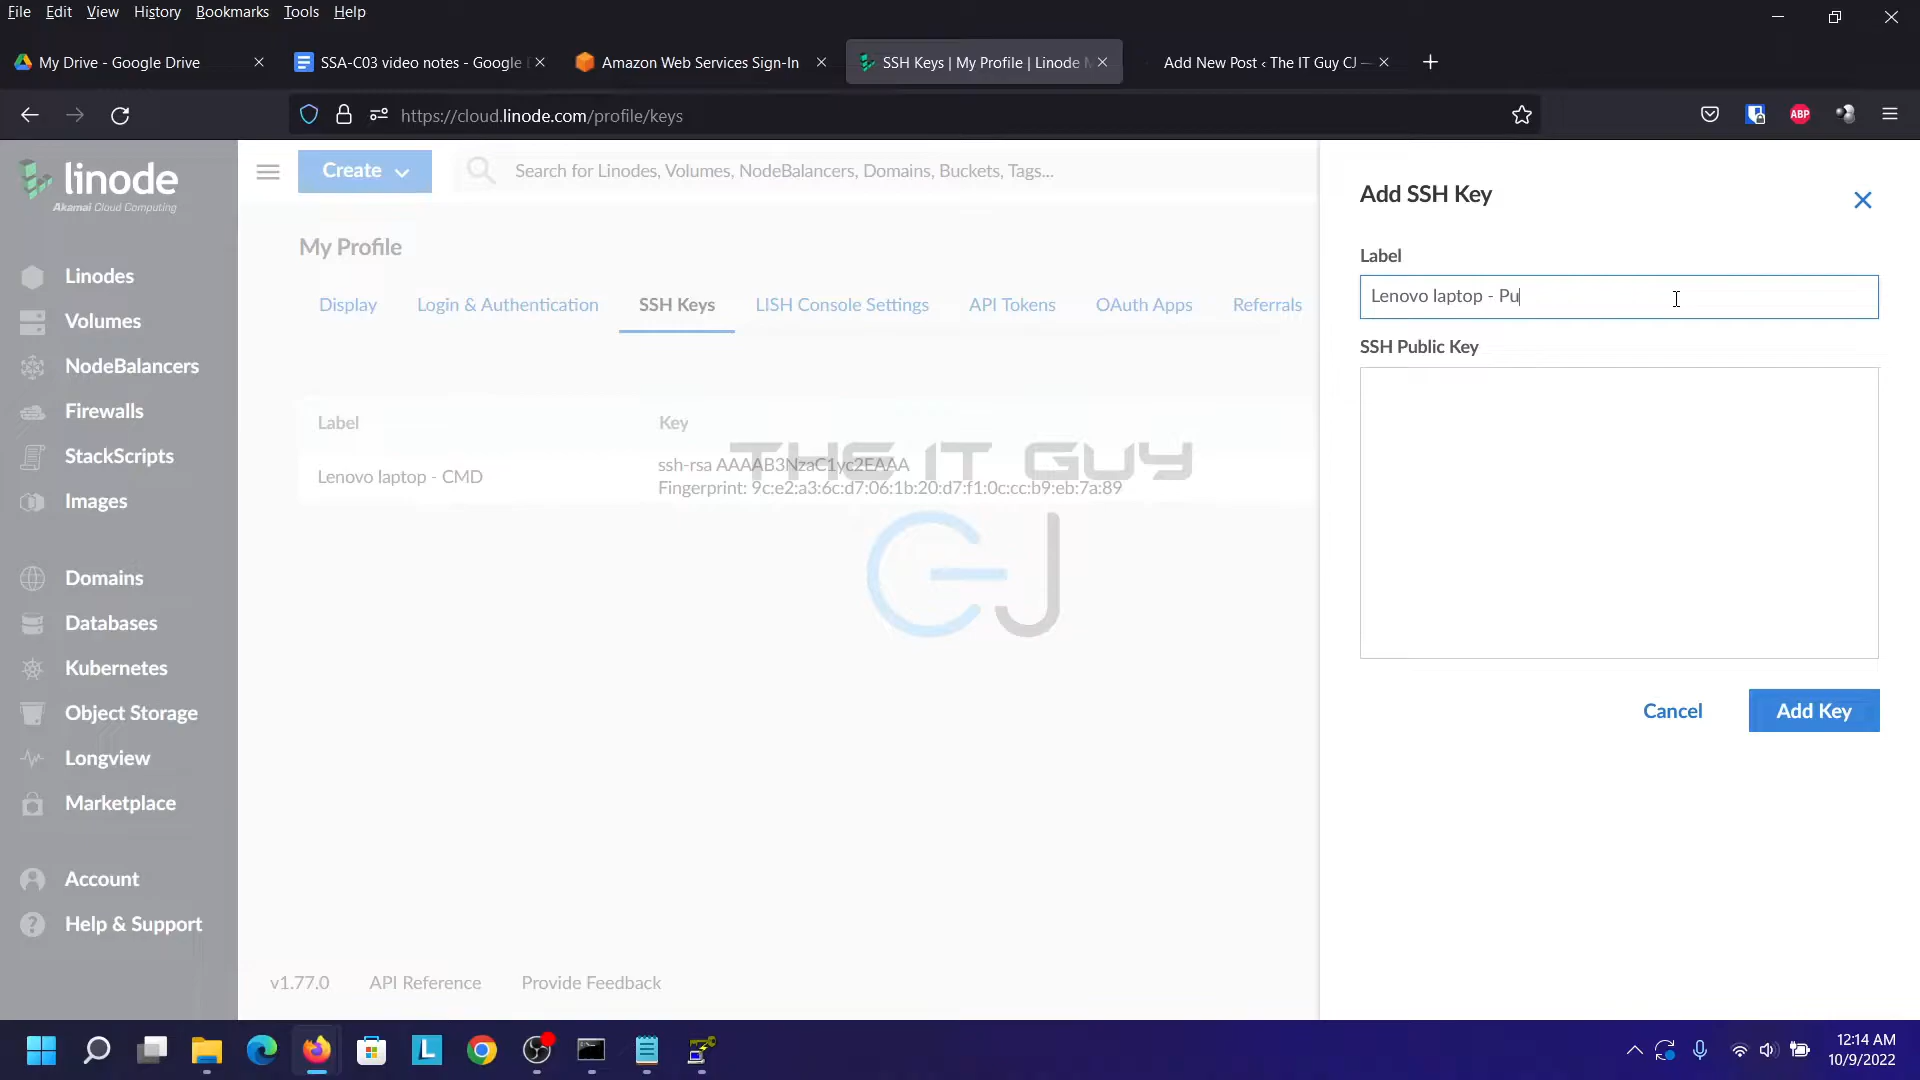 File Edit View History Bookmarks Tools Help
My Drive - Google Drive
SSA-C03 video notes - Google
Amazon Web Services Sign-In
SSH Keys | My Profile | Linode
Add New Post ‹ The IT Guy CJ —
https://cloud.linode.com/profile/keys
ABP
linode
Akamai Cloud Computing
Create
Search for Linodes, Volumes, NodeBalancers, Domains, Buckets, Tags...
Linodes
Volumes
NodeBalancers
Firewalls
StackScripts
Images
Domains
Databases
Kubernetes
Object Storage
Longview
Marketplace
Account
Help & Support
My Profile
Display Login & Authentication SSH Keys LISH Console Settings API Tokens OAuth Apps Referrals
Label Key
Lenovo laptop - CMD
ssh-rsa AAAAB3NzaC1yc2EAAA
Fingerprint: 9c:e2:a3:6c:d7:06:1b:20:d7:f1:0c:cc:b9:eb:7a:89
THE IT GUY
CJ
v1.77.0 API Reference Provide Feedback
Add SSH Key
Label
Lenovo laptop - Pu
SSH Public Key
Cancel Add Key
L
12:14 AM
10/9/2022